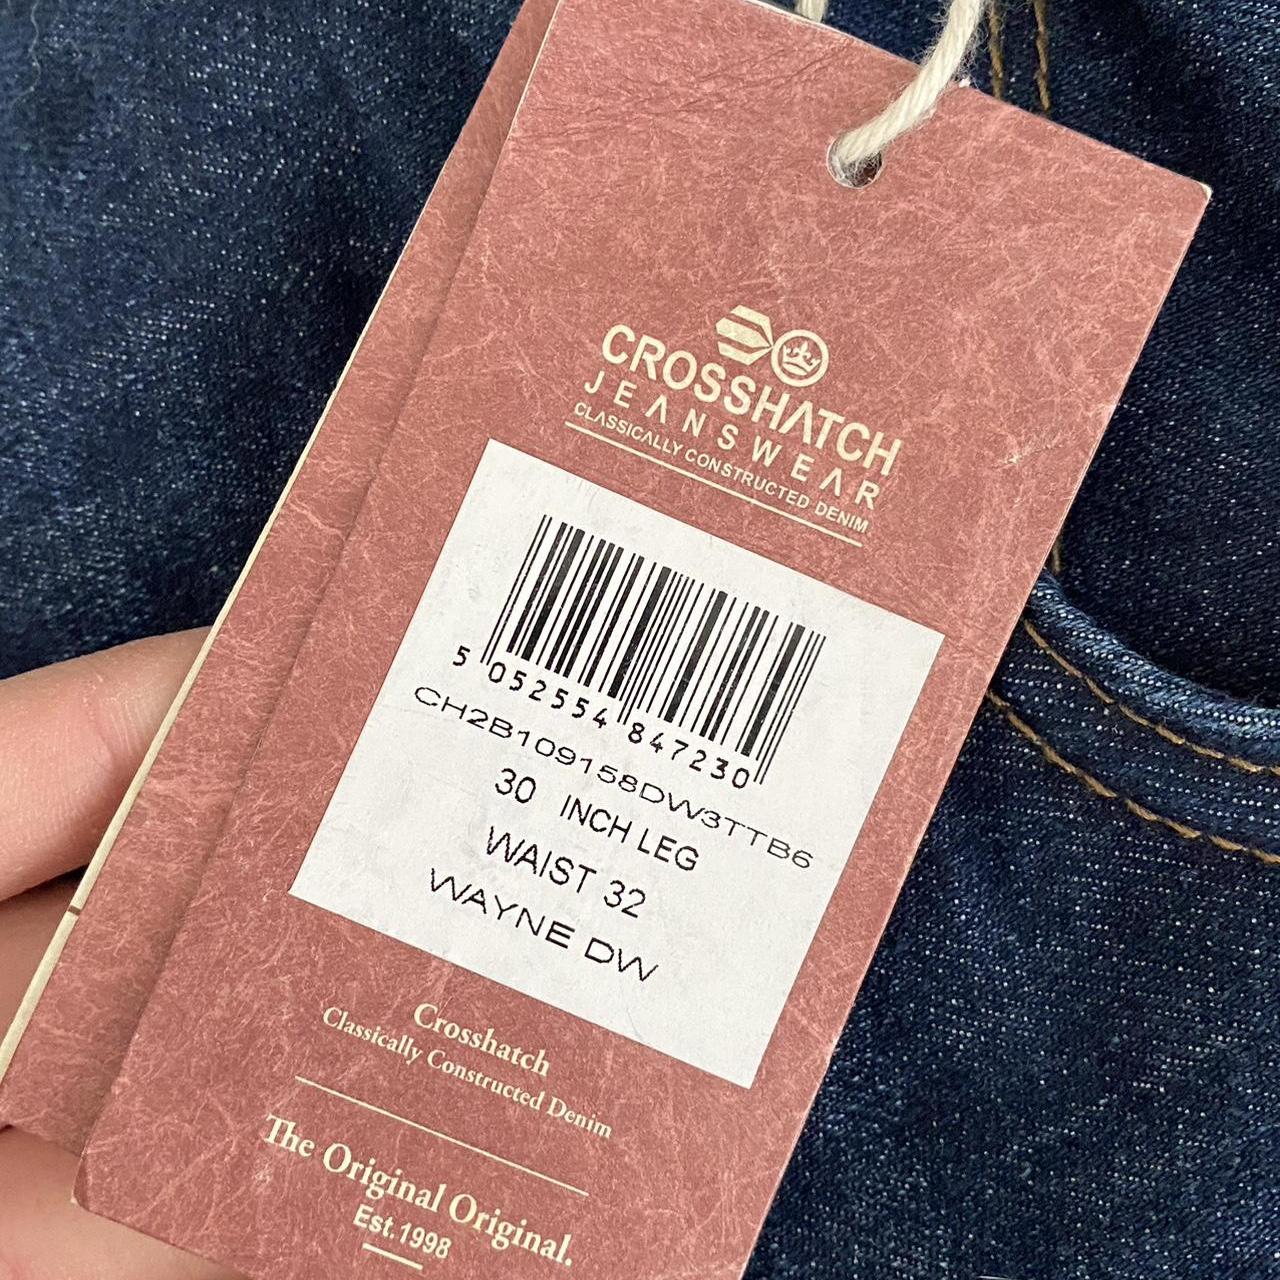 CROSSHATCH
JEANSWEAR
CLASSICALLY CONSTRUCTED DENIM
5 052554 847230
CH2B109158DW3TTB6
30 INCH LEG
WAIST 32
WAYNE DW
Crosshatch
Classically Constructed Denim
The Original Original.
Est.1998